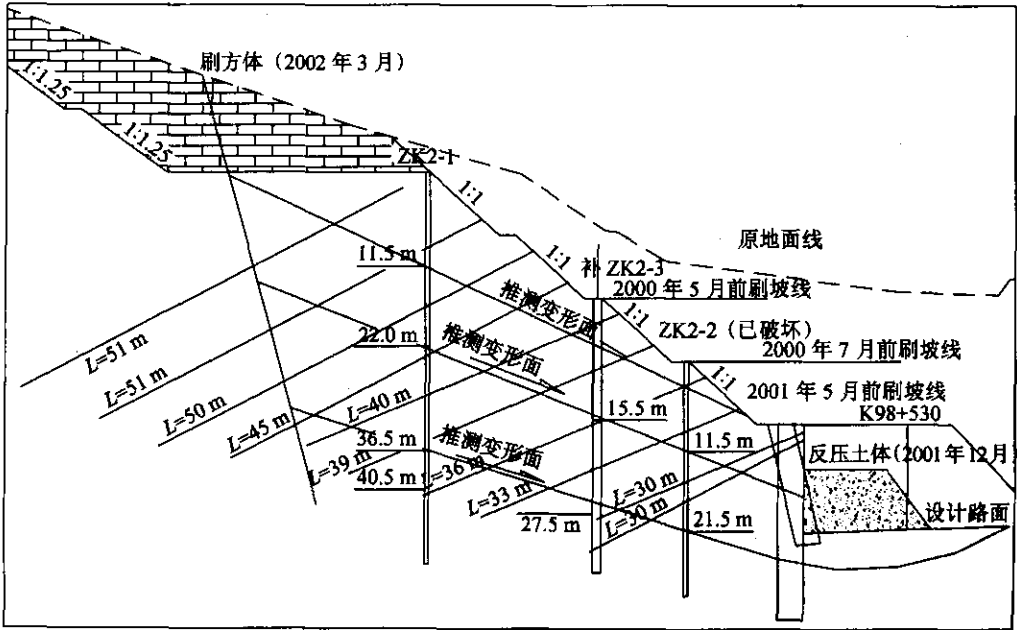 刷方体（2002 年 3 月）
1:1.25
1:1.25
ZK2-1
1:1
原地面线
11.5 m
1:1
补 ZK2-3
2000 年 5 月前刷坡线
推测变形面
1:1
ZK2-2（已破坏）
22.0 m
推测变形面
2000 年 7 月前刷坡线
L=51 m
1:1
2001 年 5 月前刷坡线
L=51 m
K98+530
L=50 m
L=40 m
15.5 m
L=45 m
36.5 m
推测变形面
11.5 m
反压土体(2001 年 12月)
L=39 m
40.5 m
L=36 m
L=33 m
L=30 m
L=30 m
27.5 m
21.5 m
设计路面